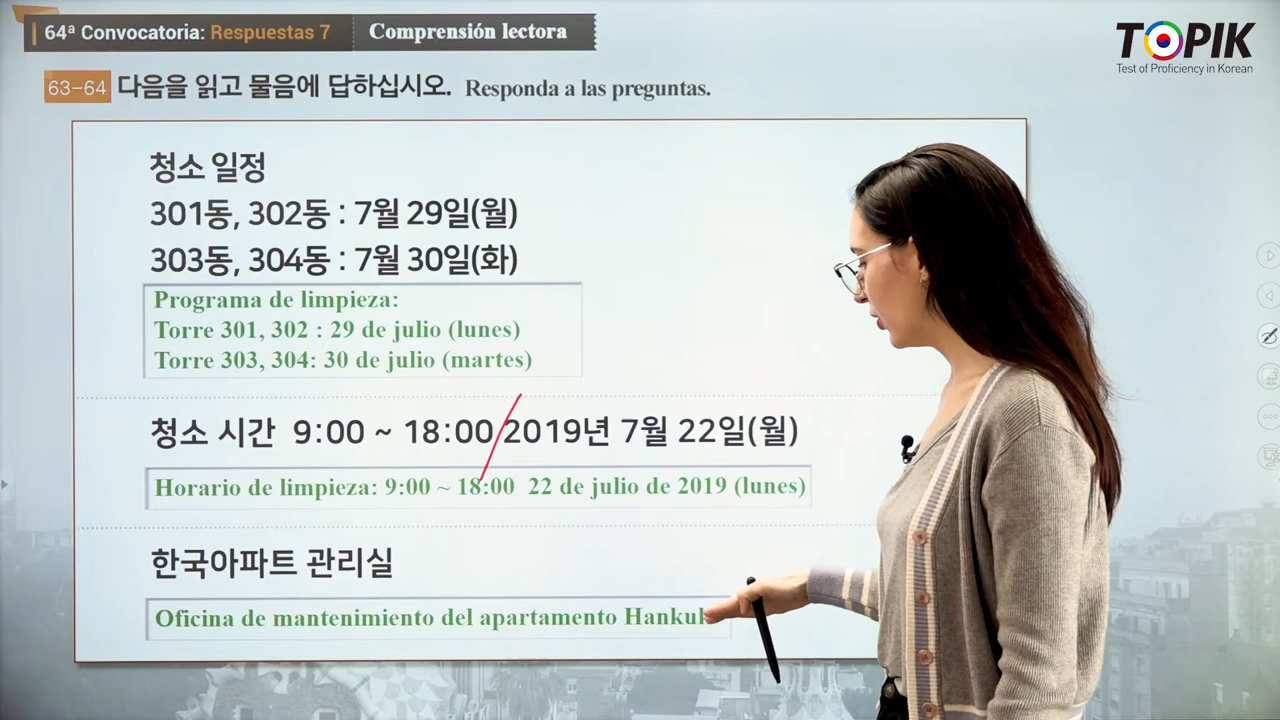 64ª Convocatoria: Respuestas 7
Comprensión lectora
TOPIK
Test of Proficiency in Korean
63-64 다음을 읽고 물음에 답하십시오. Responda a las preguntas.
청소 일정
301동, 302동 : 7월 29일(월)
303동, 304동 : 7월 30일(화)
Programa de limpieza:
Torre 301, 302 : 29 de julio (lunes)
Torre 303, 304: 30 de julio (martes)
청소 시간 9:00 ~ 18:00 2019년 7월 22일(월)
Horario de limpieza: 9:00 ~ 18:00 22 de julio de 2019 (lunes)
한국아파트 관리실
Oficina de mantenimiento del apartamento